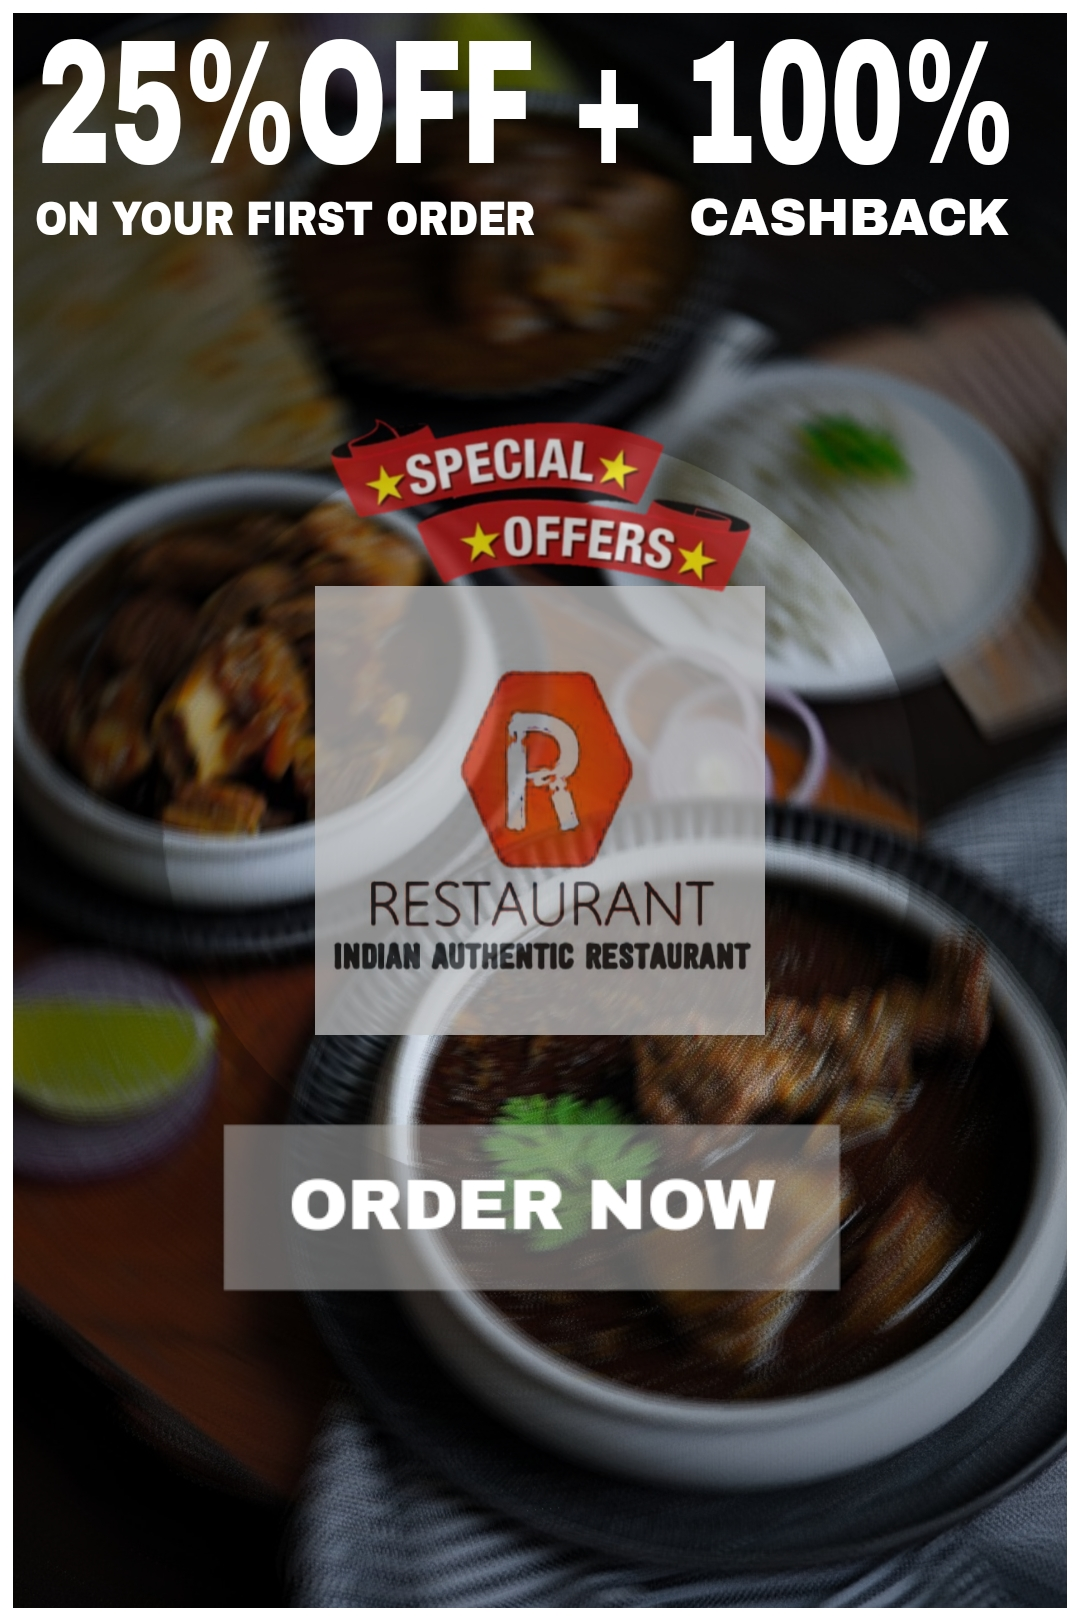 25%OFF + 100%
ON YOUR FIRST ORDER CASHBACK
SPECIAL
OFFERS
R
RESTAURANT
INDIAN AUTHENTIC RESTAURANT
ORDER NOW